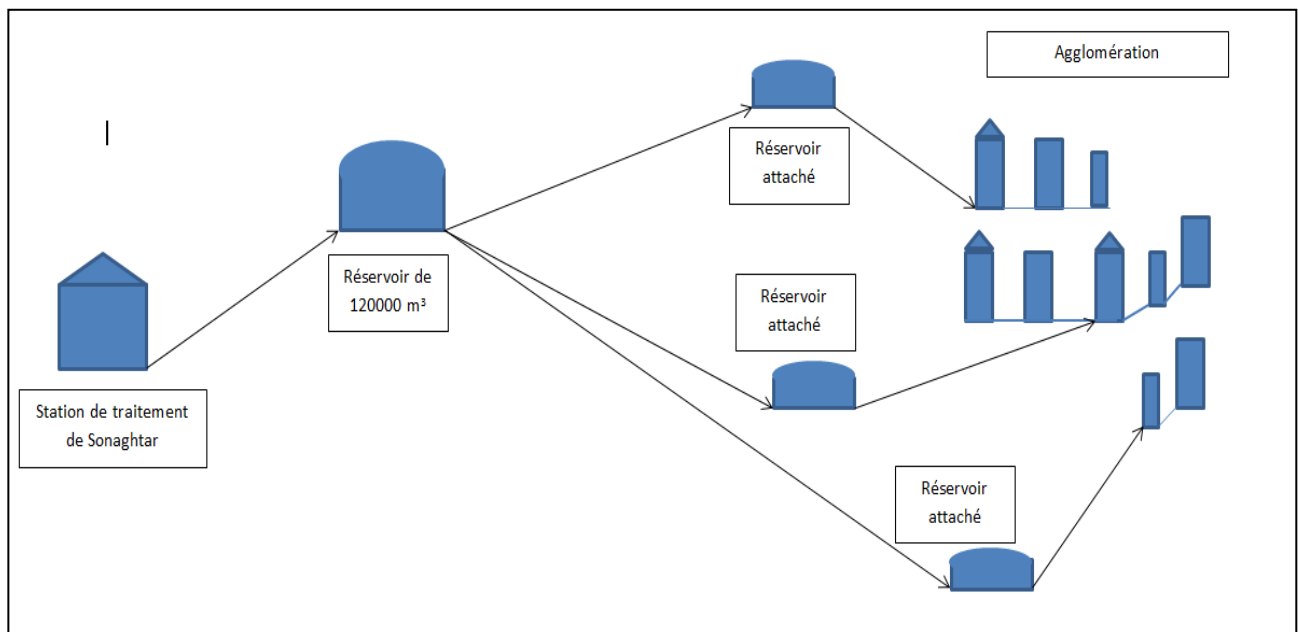 Agglomération
Réservoir
attaché
Réservoir de
120000 m³
Réservoir
attaché
Station de traitement
de Sonaghtar
Réservoir
attaché